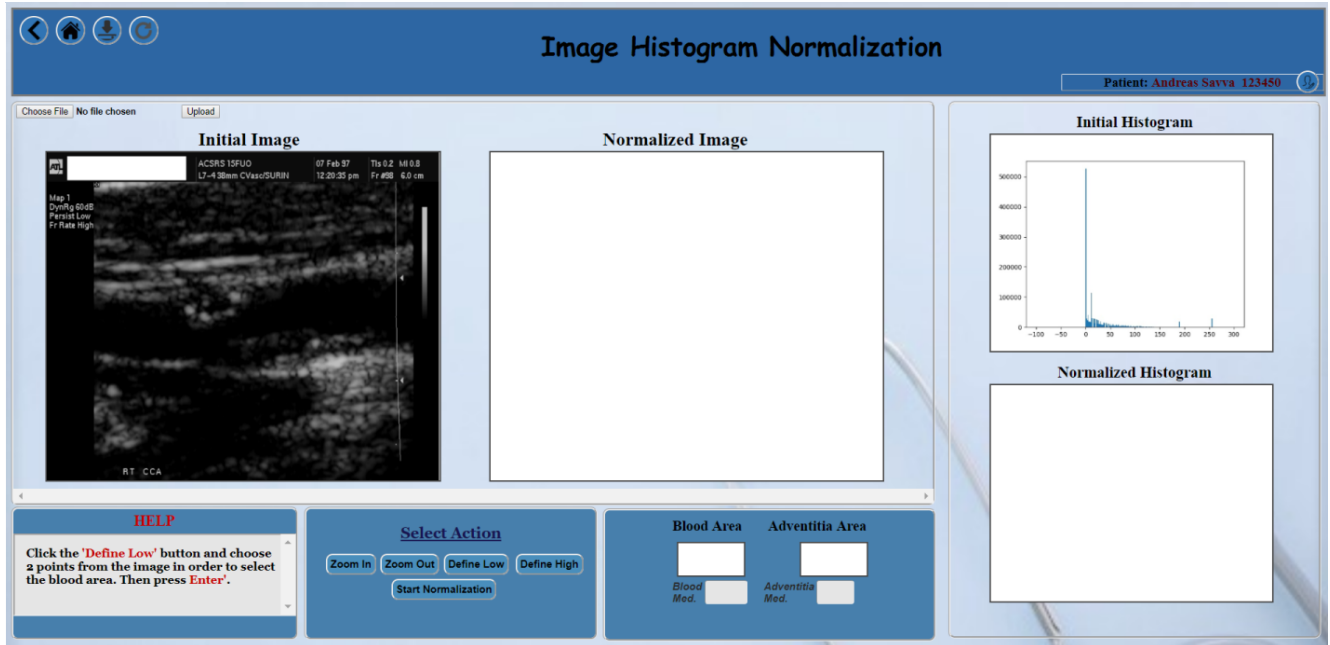 Image Histogram Normalization
Patient: Andreas Savva 123450
Choose File No file chosen Upload
Initial Image
ATL
ACSRS 15FUO 07 Feb 97 TIs 0.2 MI 0.8
L7-4 38mm CVasc/SURIN 12:20:35 pm Fr #98 6.0 cm
Map 1
DynRg 60dB
Persist Low
Fr Rate High
RT CCA
Normalized Image
Initial Histogram
500000
400000
300000
200000
100000
0
-100 -50 0 50 100 150 200 250 300
Normalized Histogram
HELP
Click the 'Define Low' button and choose
2 points from the image in order to select
the blood area. Then press Enter'.
Select Action
Zoom In Zoom Out Define Low Define High
Start Normalization
Blood Area Adventitia Area
Blood Adventitia
Med. Med.